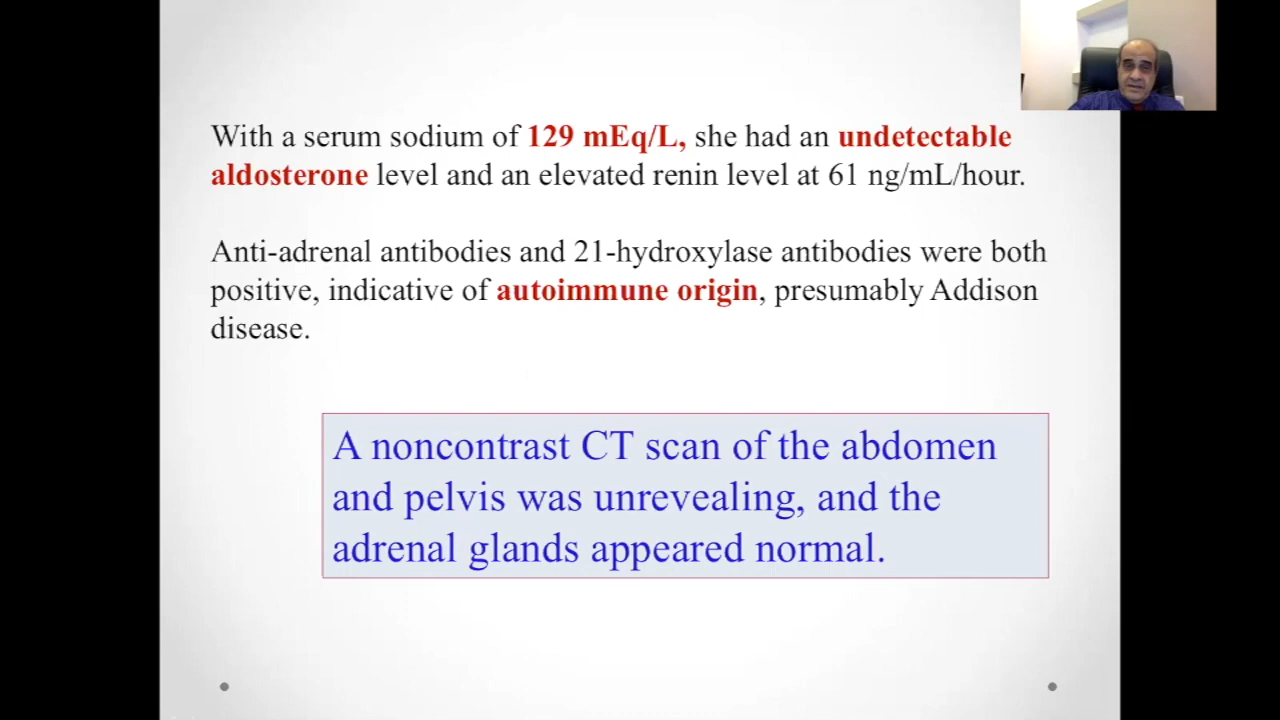 With a serum sodium of 129 mEq/L, she had an undetectable
aldosterone level and an elevated renin level at 61 ng/mL/hour.
Anti-adrenal antibodies and 21-hydroxylase antibodies were both
positive, indicative of autoimmune origin, presumably Addison
disease.
A noncontrast CT scan of the abdomen
and pelvis was unrevealing, and the
adrenal glands appeared normal.